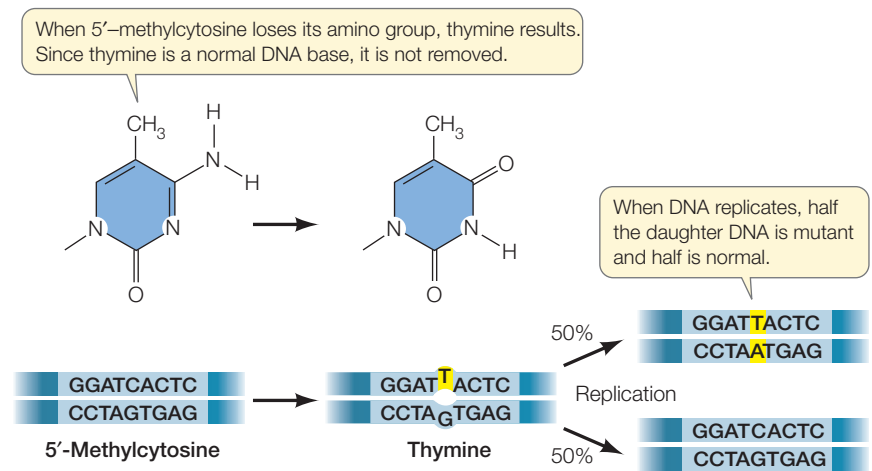 When 5′–methylcytosine loses its amino group, thymine results.
Since thymine is a normal DNA base, it is not removed.
H
CH3
N
H
N
N
O
CH3
O
N
N
H
O
When DNA replicates, half
the daughter DNA is mutant
and half is normal.
50%
GGATTACTC
CCTAATGAG
GGATCACTC
CCTAGTGAG
5′-Methylcytosine
GGATTACTC
CCTAGTGAG
Thymine
Replication
50%
GGATCACTC
CCTAGTGAG